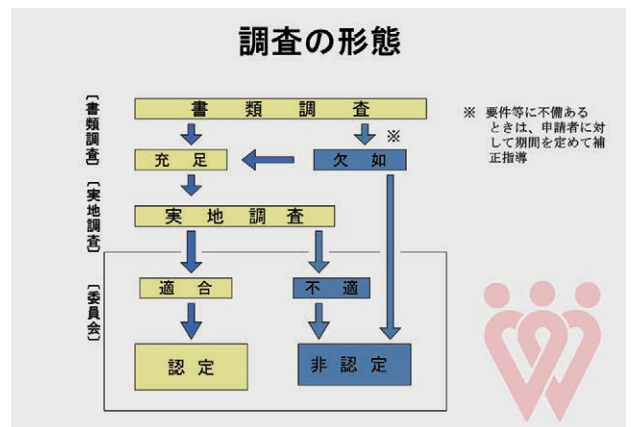 調査の形態
［書類調査］
書類調査
※
充足
欠如
※ 要件等に不備ある
ときは、申請者に対
して期間を定めて補
正指導
［実地調査］
実地調査
［委員会］
適合
不適
認定
非認定